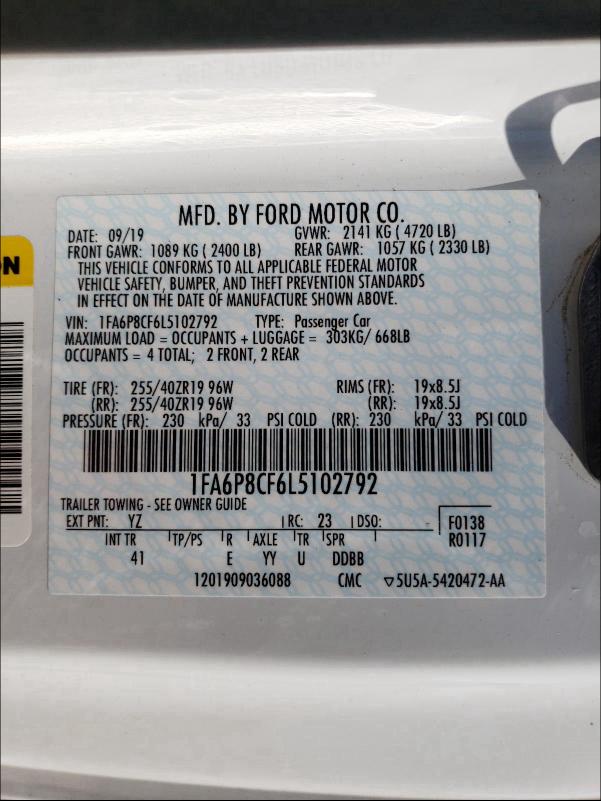 MFD. BY FORD MOTOR CO.
DATE: 09/19 GVWR: 2141 KG ( 4720 LB)
FRONT GAWR: 1089 KG ( 2400 LB) REAR GAWR: 1057 KG ( 2330 LB)
THIS VEHICLE CONFORMS TO ALL APPLICABLE FEDERAL MOTOR
VEHICLE SAFETY, BUMPER, AND THEFT PREVENTION STANDARDS
IN EFFECT ON THE DATE OF MANUFACTURE SHOWN ABOVE.
VIN: 1FA6P8CF6L5102792 TYPE: Passenger Car
MAXIMUM LOAD = OCCUPANTS + LUGGAGE = 303KG/ 668LB
OCCUPANTS = 4 TOTAL; 2 FRONT, 2 REAR
TIRE (FR): 255/40ZR19 96W RIMS (FR): 19x8.5J
(RR): 255/40ZR19 96W (RR): 19x8.5J
PRESSURE (FR): 230 kPa/ 33 PSI COLD (RR): 230 kPa/ 33 PSI COLD
1FA6P8CF6L5102792
TRAILER TOWING - SEE OWNER GUIDE
EXT PNT: YZ RC: 23 DSO: F0138
INT TR TP/PS R AXLE TR SPR R0117
41 E YY U DDBB
1201909036088 CMC ▽5U5A-5420472-AA
ON